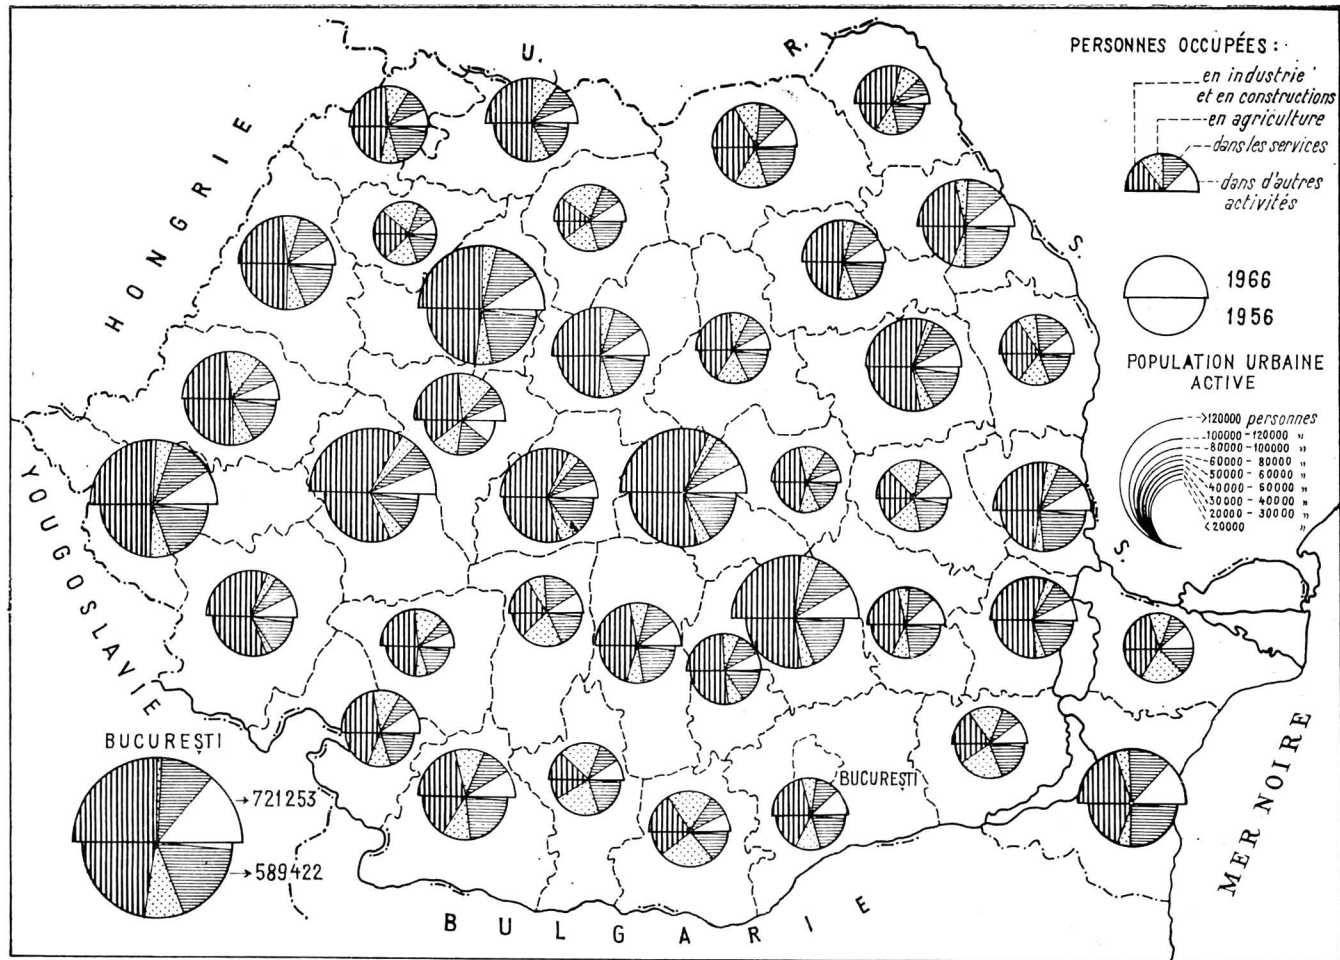 PERSONNES OCCUPÉES :
en industrie
et en constructions
en agriculture
dans les services
dans d'autres
activités
1966
1956
POPULATION URBAINE
ACTIVE
>120000 personnes
100000 - 120000 "
80000 - 100000 "
60000 - 80000 "
50000 - 60000 "
40000 - 60000 "
30000 - 40000 "
20000 - 30000 "
<20000 "
U. R. S. S.
HONGRIE
YOUGOSLAVIE
BUCUREȘTI
721253
589422
BUCUREȘTI
BULGARIE
MER NOIRE